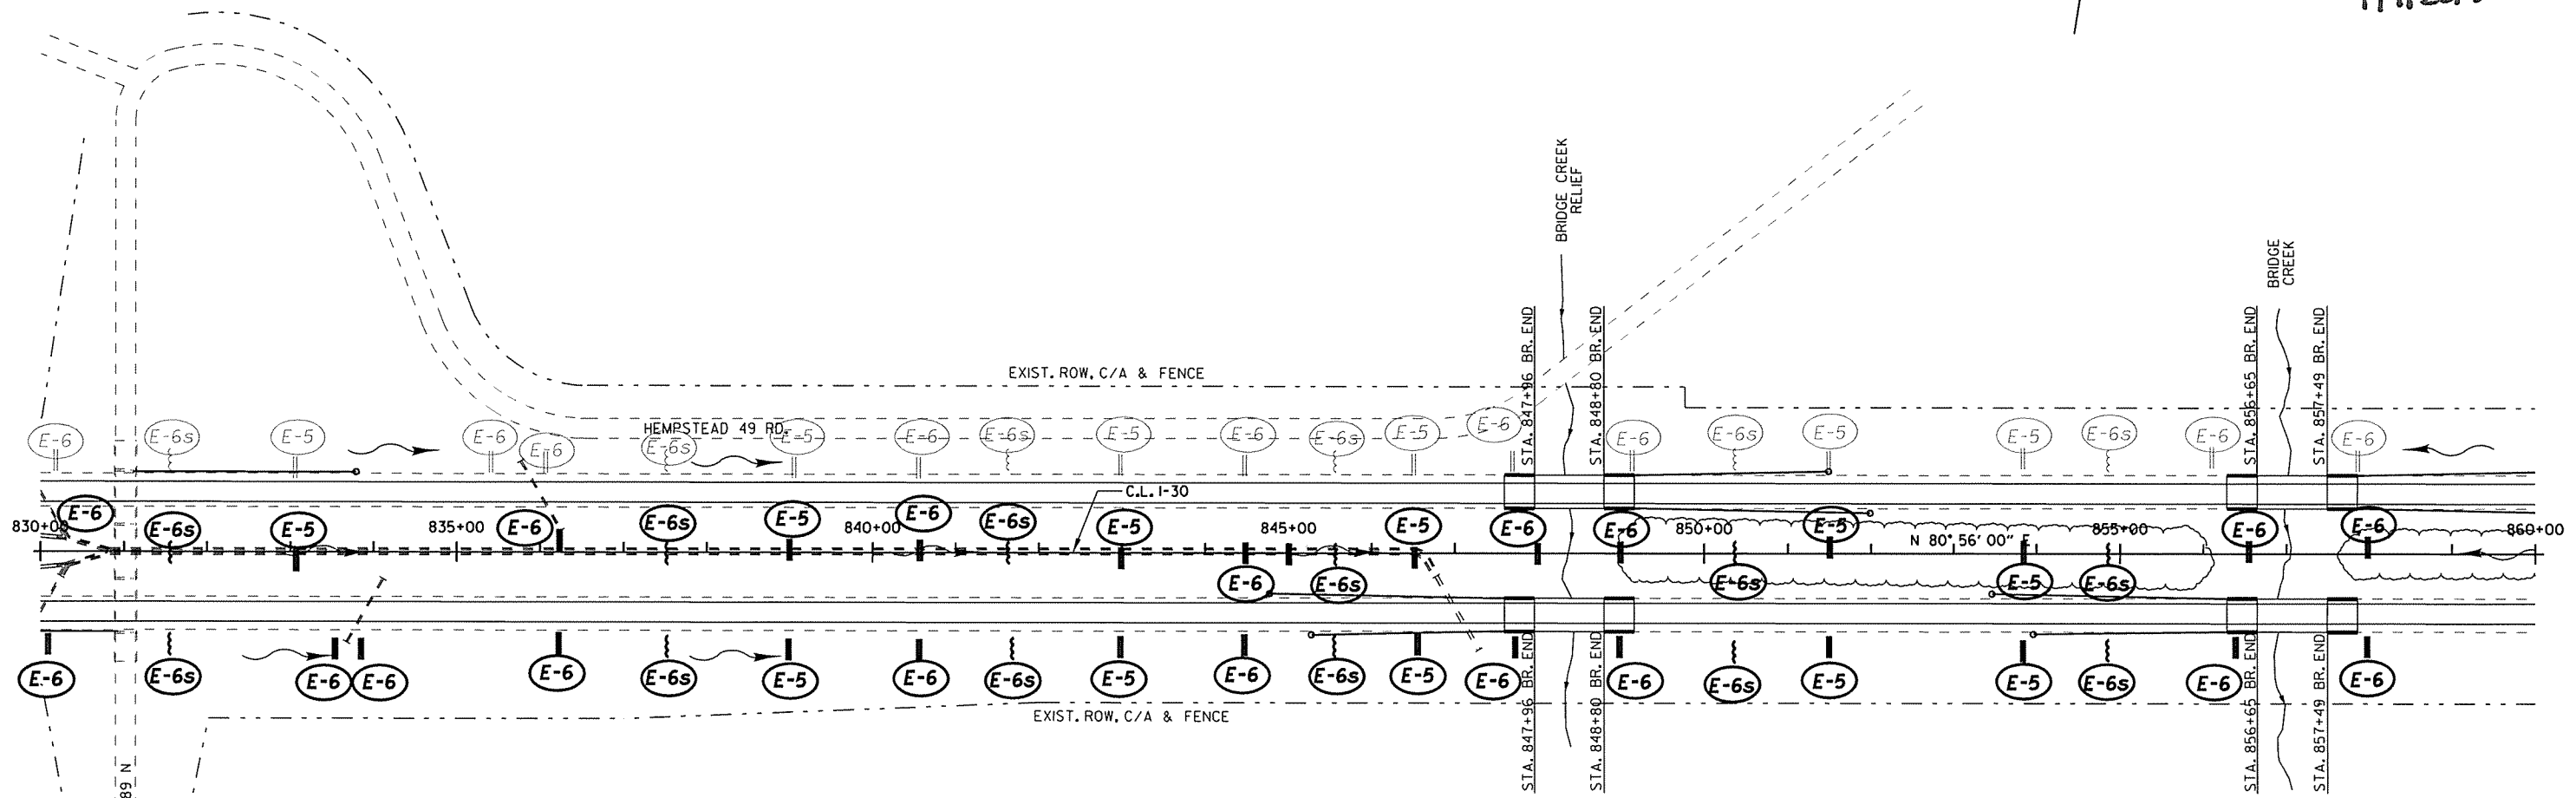 BRIDGE CREEK
RELIEF
BRIDGE
CREEK
STA. 847+96 BR. END
STA. 848+80 BR. END
STA. 856+65 BR. END
STA. 857+49 BR. END
EXIST. ROW, C/A & FENCE
HEMPSTEAD 49 RD.
E-6 E-6s E-5 E-6 E-6 E-6s E-5 E-6 E-6s E-5 E-6 E-6s E-5 E-6 E-6 E-6s E-5 E-5 E-6s E-6 E-6
C.L. I-30
E-6 E-6s E-5 E-6 E-6s E-5 E-6 E-6s E-5 E-5 E-6 E-6 E-5 E-6 E-6
830+00 835+00 840+00 845+00 850+00 N 80° 56' 00" E 855+00 860+00
E-6 E-6s E-6s E-5 E-6s
E-6 E-6s E-6 E-6 E-6 E-6s E-5 E-6 E-6s E-5 E-6 E-6s E-5 E-6 E-6 E-6s E-5 E-5 E-6s E-6 E-6
EXIST. ROW, C/A & FENCE
STA. 847+96 BR. END
STA. 848+80 BR. END
STA. 856+65 BR. END
STA. 857+49 BR. END
89 N